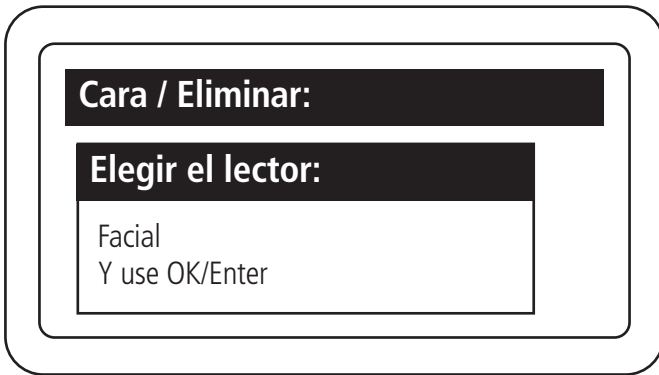 Cara / Eliminar:
Elegir el lector:
Facial
Y use OK/Enter